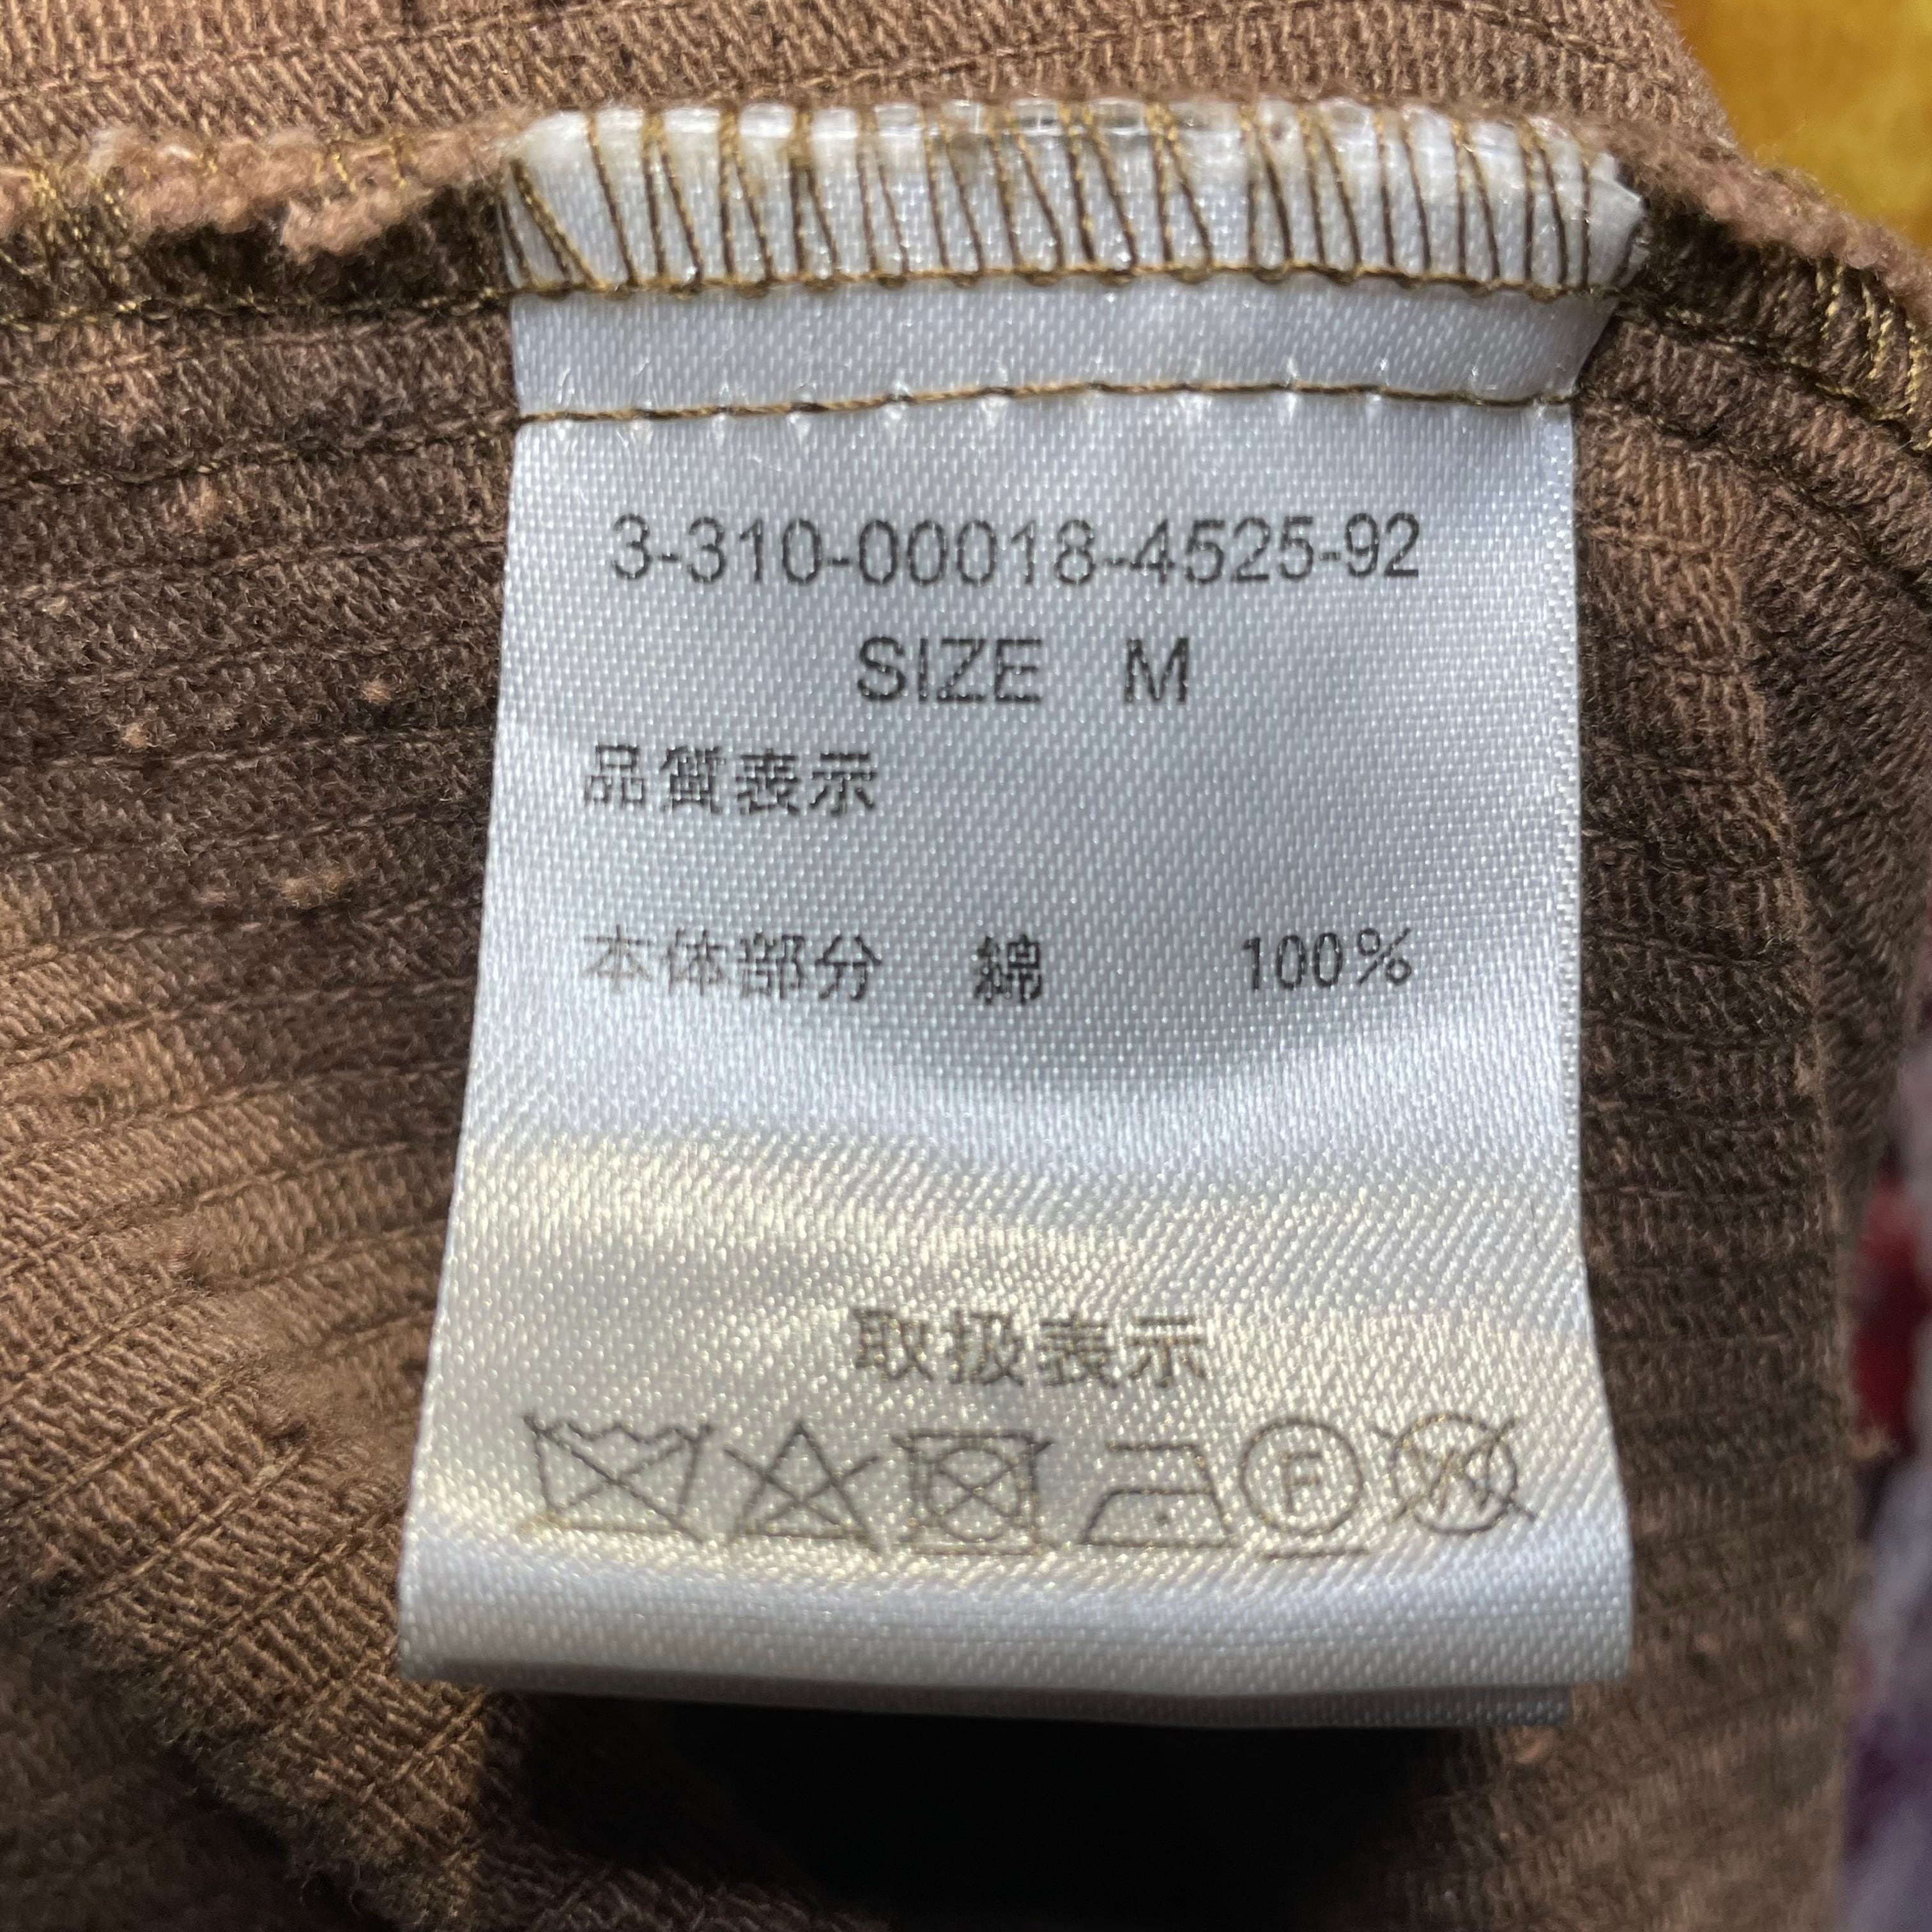 3-310-00018-4525-92
SIZE M
品質表示
本体部分 綿 100%
取扱表示
F W